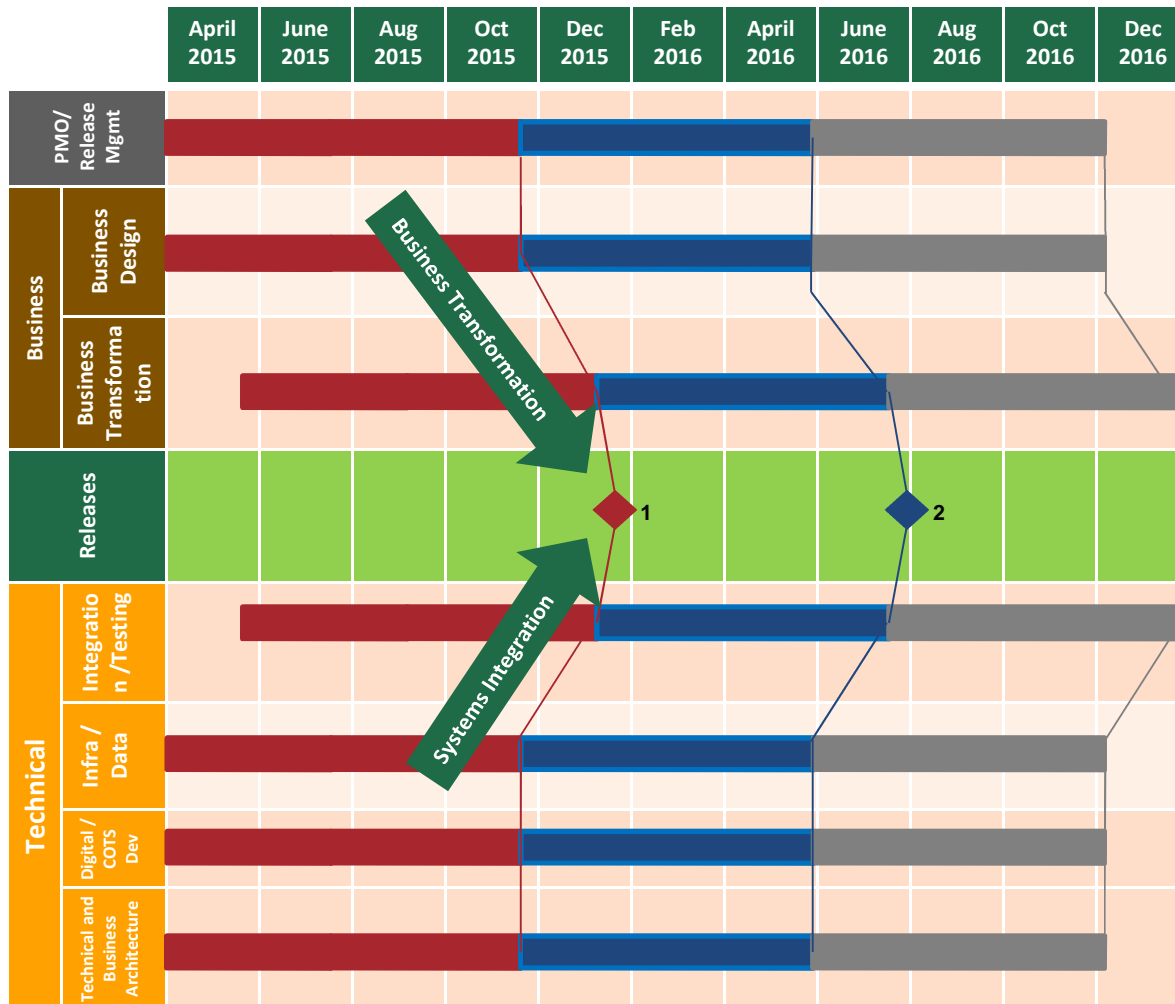 April
2015
June
2015
Aug
2015
Oct
2015
Dec
2015
Feb
2016
April
2016
June
2016
Aug
2016
Oct
2016
Dec
2016
PMO/
Release
Mgmt
Business
Business
Design
Business
Transforma
tion
Business Transformation
Releases
1
2
Systems Integration
Technical
Integratio
n /Testing
Infra /
Data
Digital /
COTS
Dev
Technical and
Business
Architecture